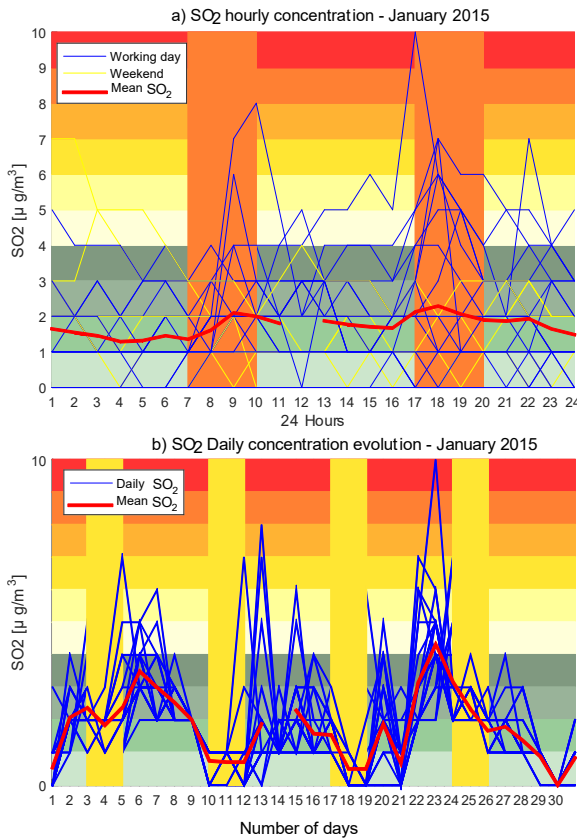 a) SO2 hourly concentration - January 2015
10
9
8
7
6
5
4
3
2
1
0
SO2 [µ g/m³]
Working day
Weekend
Mean SO₂
1 2 3 4 5 6 7 8 9 10 11 12 13 14 15 16 17 18 19 20 21 22 23 24
24 Hours
b) SO2 Daily concentration evolution - January 2015
10
0
SO2 [µ g/m³]
Daily SO₂
Mean SO₂
1 2 3 4 5 6 7 8 9 10 11 12 13 14 15 16 17 18 19 20 21 22 23 24 25 26 27 28 29 30
Number of days